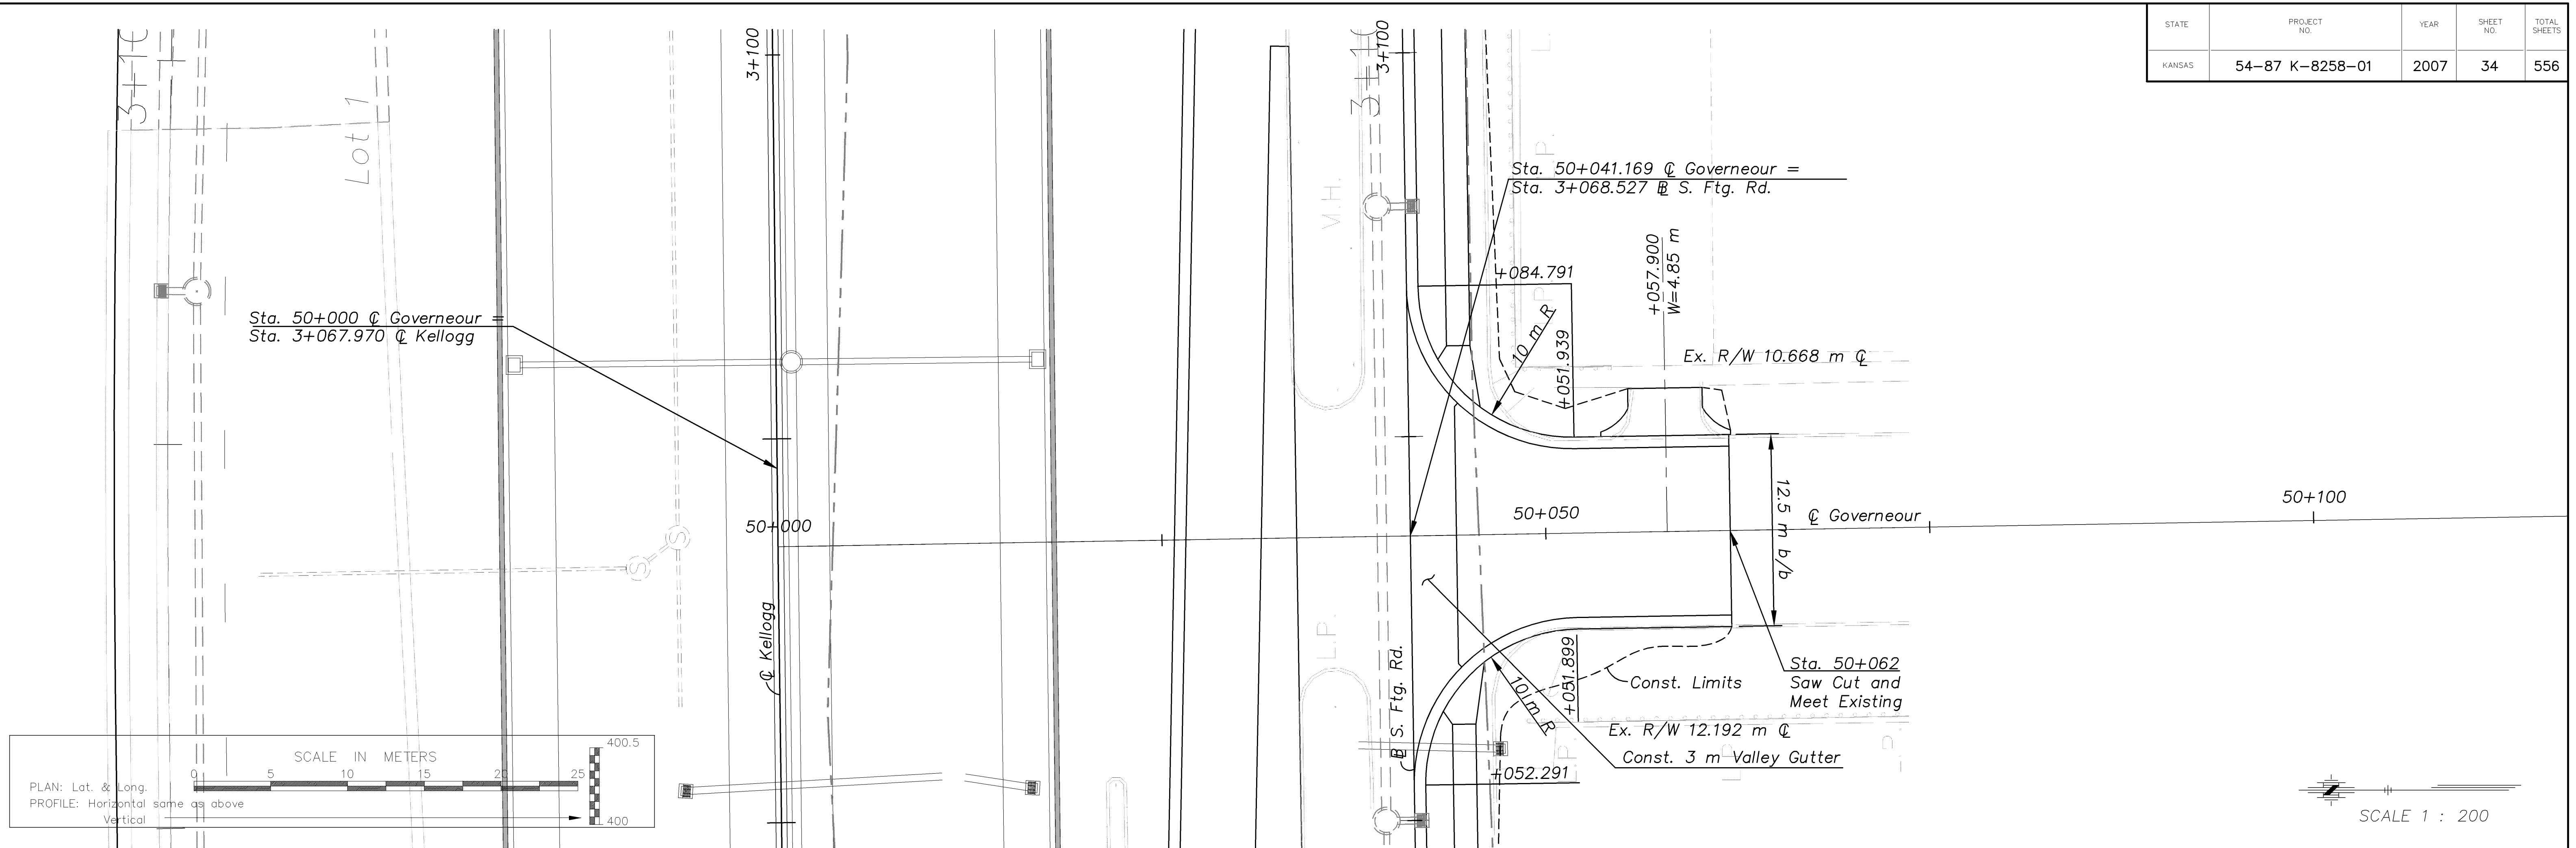 STATE
PROJECT NO.
YEAR
SHEET NO.
TOTAL SHEETS
KANSAS
54-87 K-8258-01
2007
34
556
3+100
3+100
Lot 1
M.H.
Sta. 50+041.169 ℄ Governeour =
Sta. 3+068.527 BL S. Ftg. Rd.
+084.791
+057.900
W=4.85 m
Sta. 50+000 ℄ Governeour =
Sta. 3+067.970 ℄ Kellogg
10 m R
+051.939
Ex. R/W 10.668 m ℄
50+000
50+050
℄ Governeour
50+100
12.5 m b/b
S
S
℄ Kellogg
L.P.
BL S. Ftg. Rd.
10 m R
+051.899
Const. Limits
Sta. 50+062
Saw Cut and
Meet Existing
Ex. R/W 12.192 m ℄
Const. 3 m Valley Gutter
+052.291
SCALE IN METERS
0 5 10 15 20 25
400.5
PLAN: Lat. & Long.
PROFILE: Horizontal same as above
Vertical
400
SCALE 1 : 200